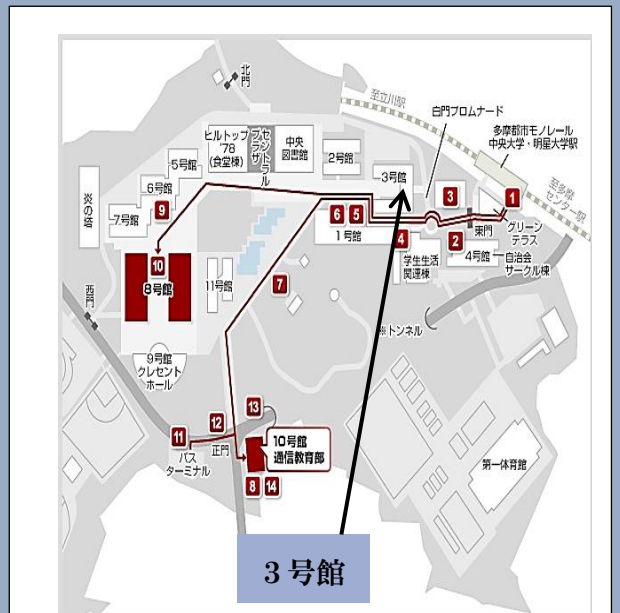 北門
至立川駅
白門プロムナード
多摩都市モノレール
中央大学・明星大学駅
ヒルトップ
'78
(食堂棟)
セントラル
プラザ
中央
図書館
2号館
3号館
3
1
至多摩
センター駅
5号館
6号館
7号館
炎の塔
9
6
5
1号館
東門
グリーン
テラス
4
2
4号館
自治会
サークル棟
学生生活
関連棟
10
8号館
11号館
7
西門
※トンネル
9号館
クレセント
ホール
13
12
11
正門
バス
ターミナル
10号館
通信教育部
8
14
第一体育館
3号館